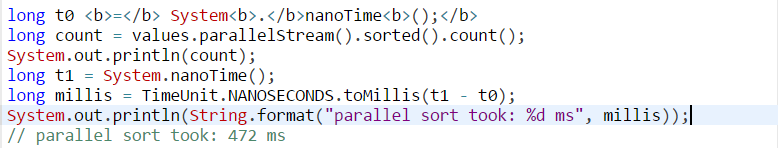 long t0 <b>=</b> System<b>.</b>nanoTime<b>();</b>
long count = values.parallelStream().sorted().count();
System.out.println(count);
long t1 = System.nanoTime();
long millis = TimeUnit.NANOSECONDS.toMillis(t1 - t0);
System.out.println(String.format("parallel sort took: %d ms", millis));
// parallel sort took: 472 ms